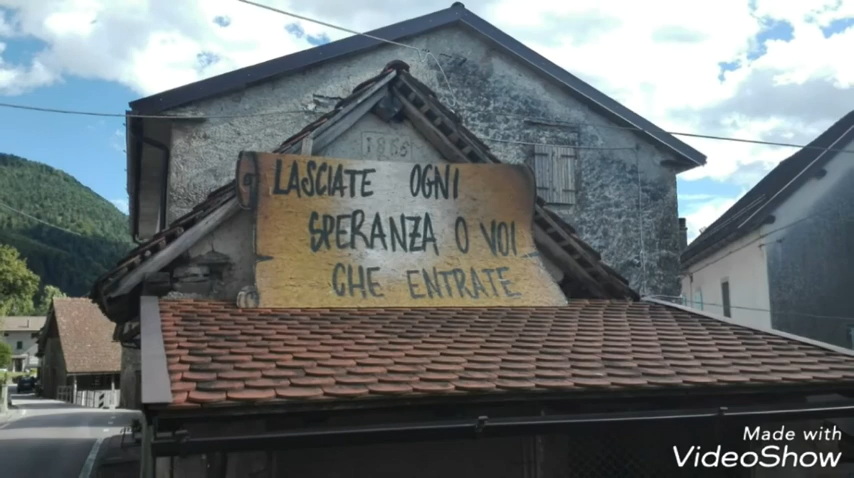 LASCIATE OGNI
SPERANZA O VOI
CHE ENTRATE
Made with
VideoShow